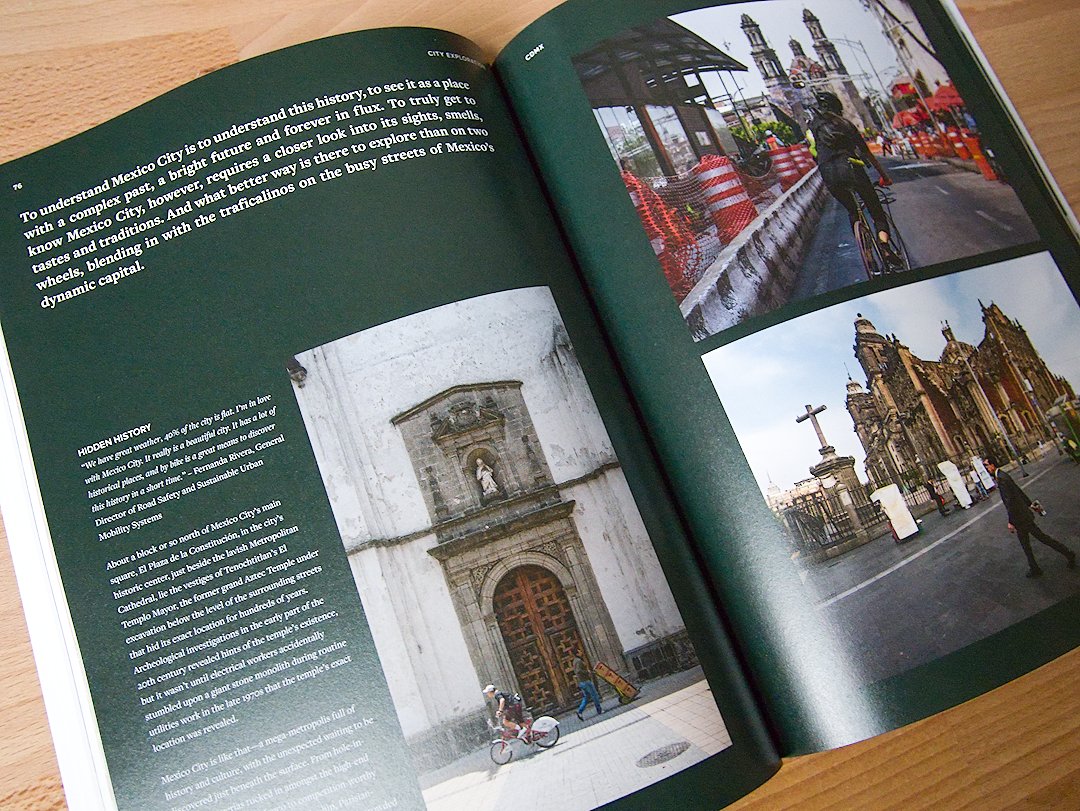 76
CITY EXPLORATION
To understand Mexico City is to understand this history, to see it as a place
with a complex past, a bright future and forever in flux. To truly get to
know Mexico City, however, requires a closer look into its sights, smells,
tastes and traditions. And what better way is there to explore than on two
wheels, blending in with the traficalinos on the busy streets of Mexico's
dynamic capital.
HIDDEN HISTORY
"We have great weather, 40% of the city is flat. I'm in love
with Mexico City. It really is a beautiful city. It has a lot of
historical places, and by bike is a great means to discover
this history in a short time." – Fernanda Rivera, General
Director of Road Safety and Sustainable Urban
Mobility Systems
About a block or so north of Mexico City's main
square, El Plaza de la Constitución, in the city's
historic center, just beside the lavish Metropolitan
Cathedral, lie the vestiges of Tenochtitlan's El
Templo Mayor, the former grand Aztec Temple under
excavation below the level of the surrounding streets
that hid its exact location for hundreds of years.
Archeological investigations in the early part of the
20th century revealed hints of the temple's existence,
but it wasn't until electrical workers accidentally
stumbled upon a giant stone monolith during routine
utilities work in the late 1970s that the temple's exact
location was revealed.
Mexico City is like that—a mega-metropolis full of
history and culture, with the unexpected waiting to be
discovered just beneath the surface. From hole-in-
tucked in amongst the high-end
to competition-worthy
CDMX